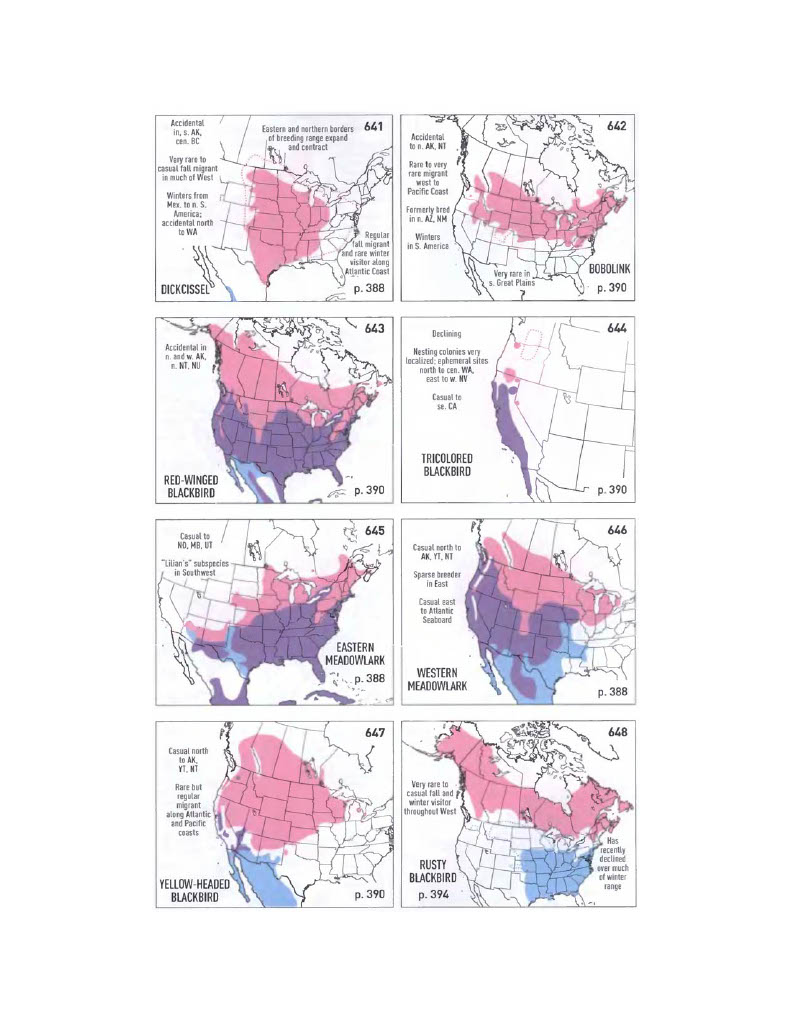 Accidental
in, s. AK,
cen. BC
Very rare to
casual fall migrant
in much of West
Winters from
Mex. to n. S.
America;
accidental north
to WA
Eastern and northern borders
of breeding range expand
and contract
641
Regular
fall migrant
and rare winter
visitor along
Atlantic Coast
DICKCISSEL
p. 388
Accidental
to n. AK, NT
Rare to very
rare migrant
west to
Pacific Coast
Formerly bred
in n. AZ, NM
Winters
in S. America
642
Very rare in
s. Great Plains
BOBOLINK
p. 390
643
Accidental in
n. and w. AK,
n. NT, NU
RED-WINGED
BLACKBIRD
p. 390
644
Declining
Nesting colonies very
localized; ephemeral sites
north to cen. WA,
east to w. NV
Casual to
se. CA
TRICOLORED
BLACKBIRD
p. 390
645
Casual to
ND, MB, UT
"Lilian's" subspecies
in Southwest
EASTERN
MEADOWLARK
p. 388
646
Casual north to
AK, YT, NT
Sparse breeder
in East
Casual east
to Atlantic
Seaboard
WESTERN
MEADOWLARK
p. 388
647
Casual north
to AK,
YT, NT
Rare but
regular
migrant
along Atlantic
and Pacific
coasts
YELLOW-HEADED
BLACKBIRD
p. 390
648
Very rare to
casual fall and
winter visitor
throughout West
Has
recently
declined
over much
of winter
range
RUSTY
BLACKBIRD
p. 394